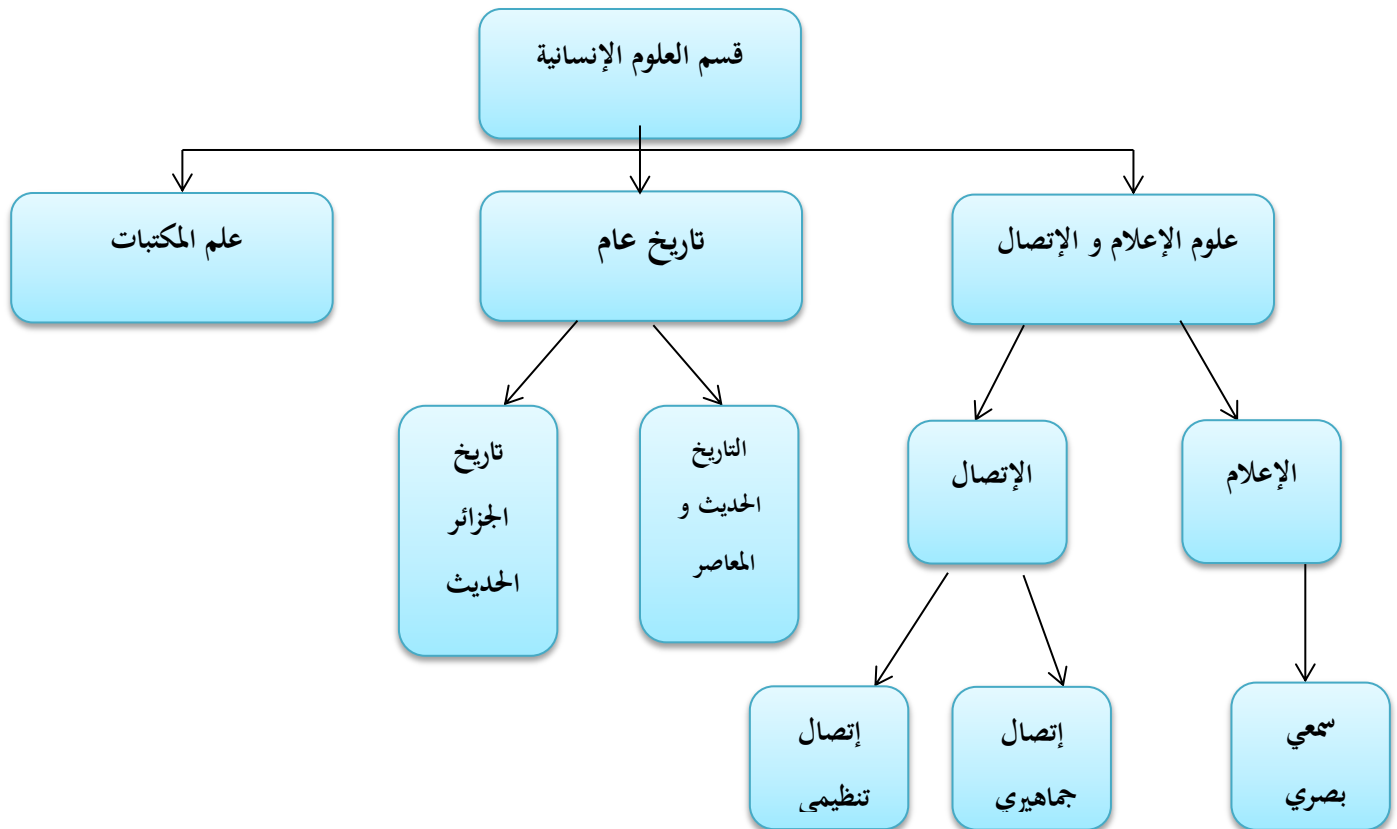 قسم العلوم الإنسانية
علوم الإعلام و الإتصال
تاريخ عام
علم المكتبات
الإعلام
الإتصال
التاريخ
الحديث و
المعاصر
تاريخ
الجزائر
الحديث
سمعي
بصري
إتصال
جماهيري
إتصال
تنظيمي